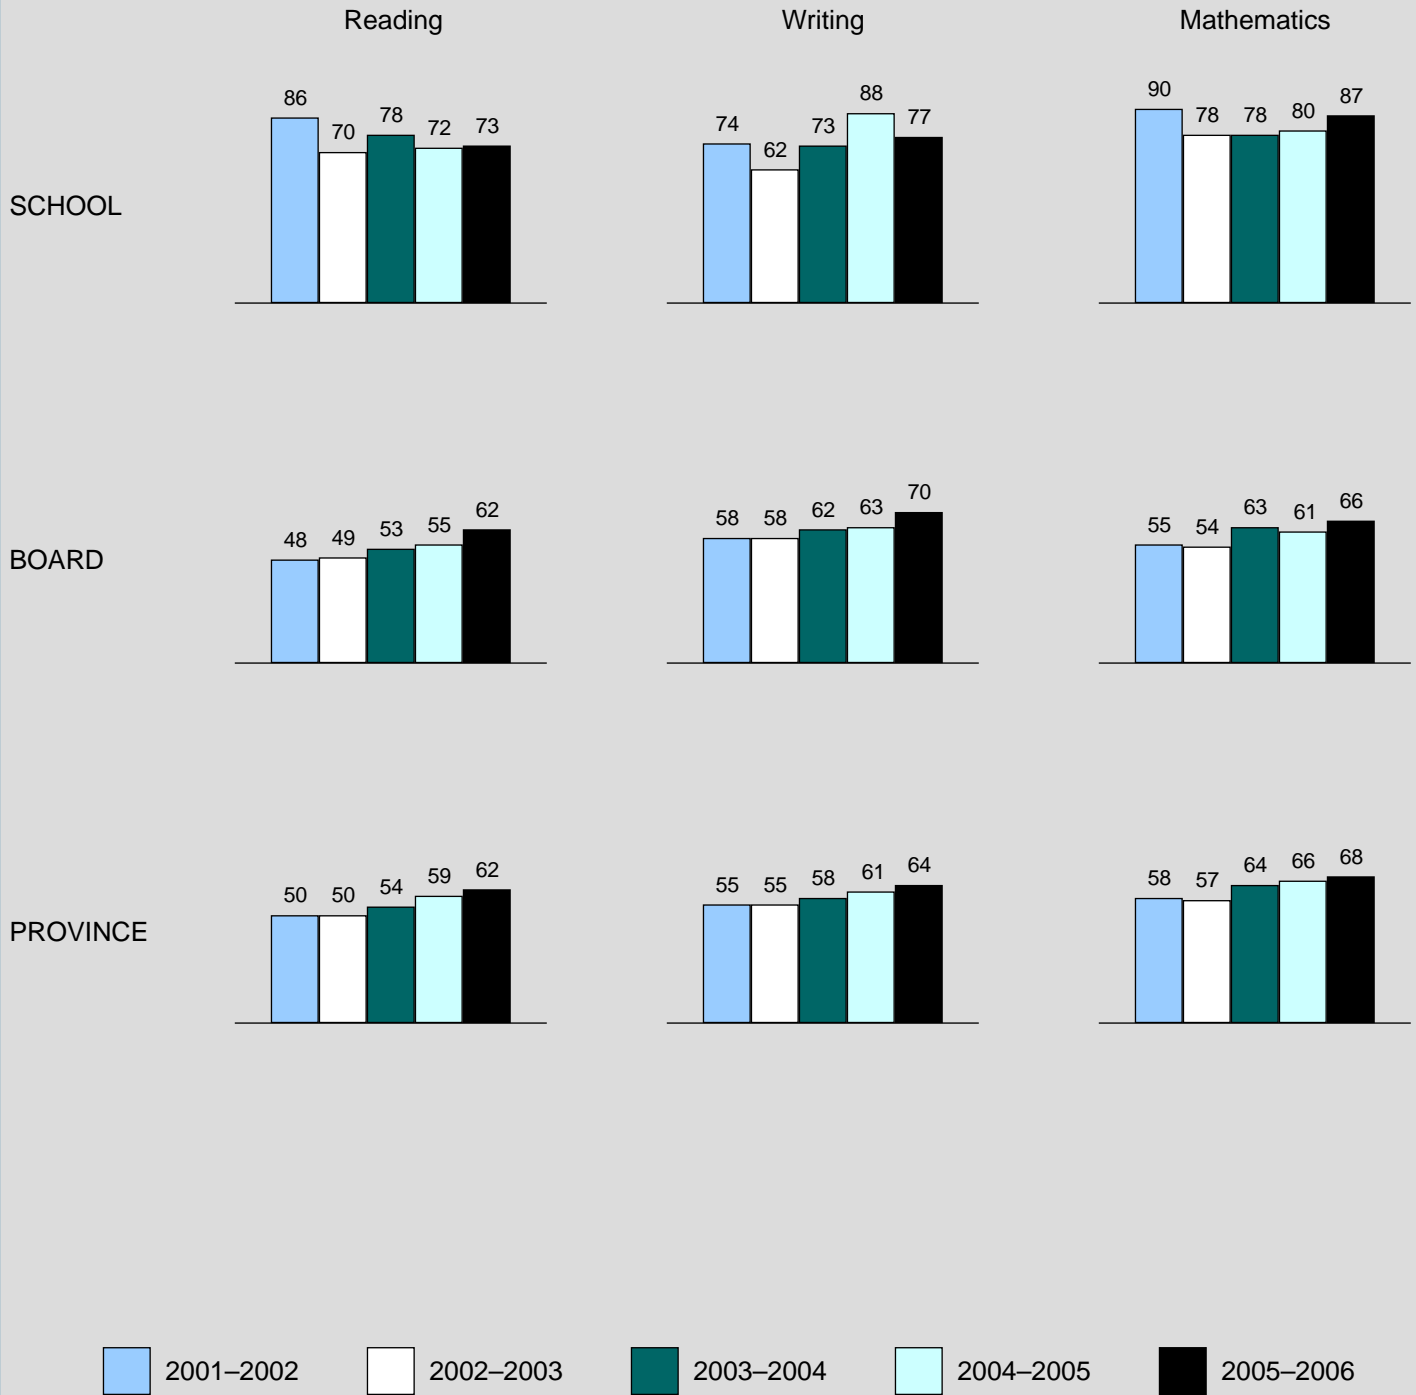 Reading Writing Mathematics
86 70 78 72 73 74 62 73 88 77 90 78 78 80 87
SCHOOL
48 49 53 55 62 58 58 62 63 70 55 54 63 61 66
BOARD
50 50 54 59 62 55 55 58 61 64 58 57 64 66 68
PROVINCE
2001–2002 2002–2003 2003–2004 2004–2005 2005–2006